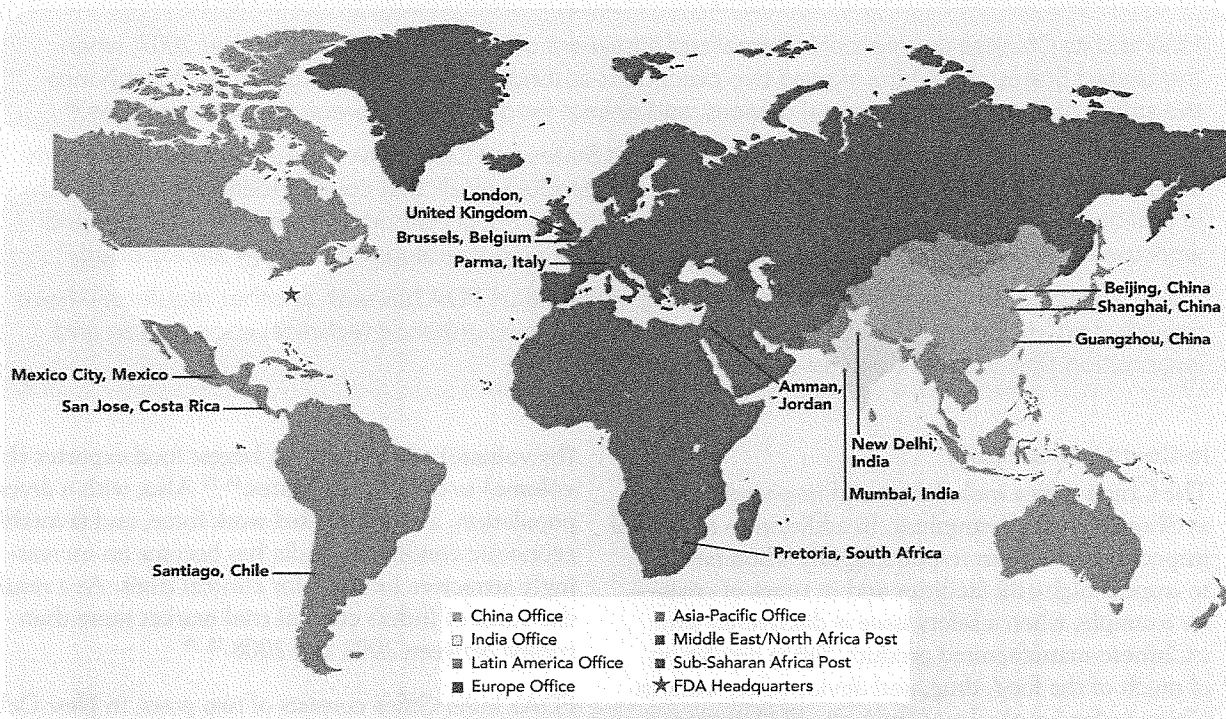 London,
United Kingdom
Brussels, Belgium
Parma, Italy
Beijing, China
Shanghai, China
Guangzhou, China
Mexico City, Mexico
San Jose, Costa Rica
Amman,
Jordan
New Delhi,
India
Mumbai, India
Pretoria, South Africa
Santiago, Chile
China Office
India Office
Latin America Office
Europe Office
Asia-Pacific Office
Middle East/North Africa Post
Sub-Saharan Africa Post
FDA Headquarters